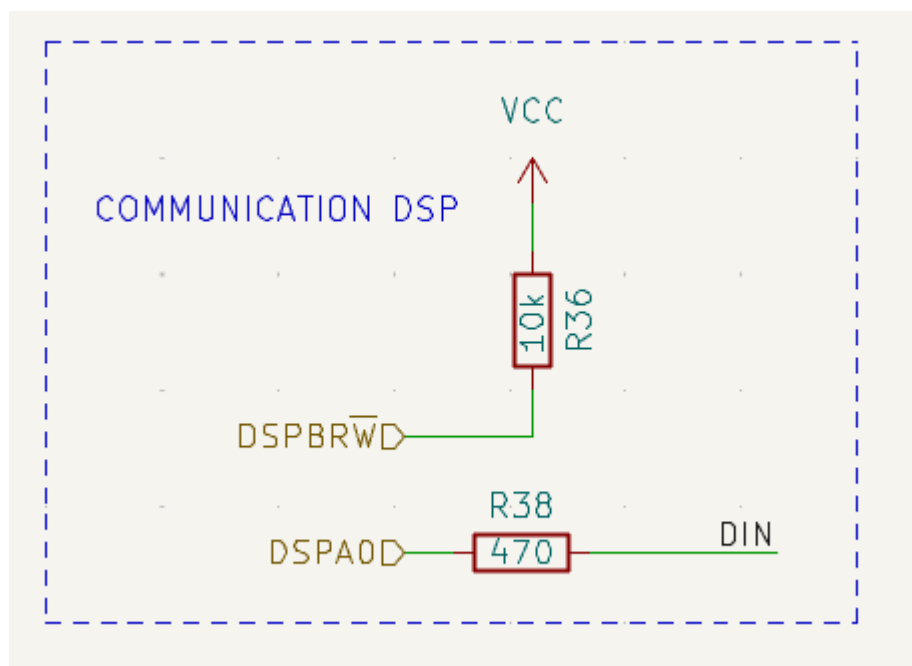 VCC
COMMUNICATION DSP
10k
R36
DSPBRW̅
R38
DSPA0
470
DIN